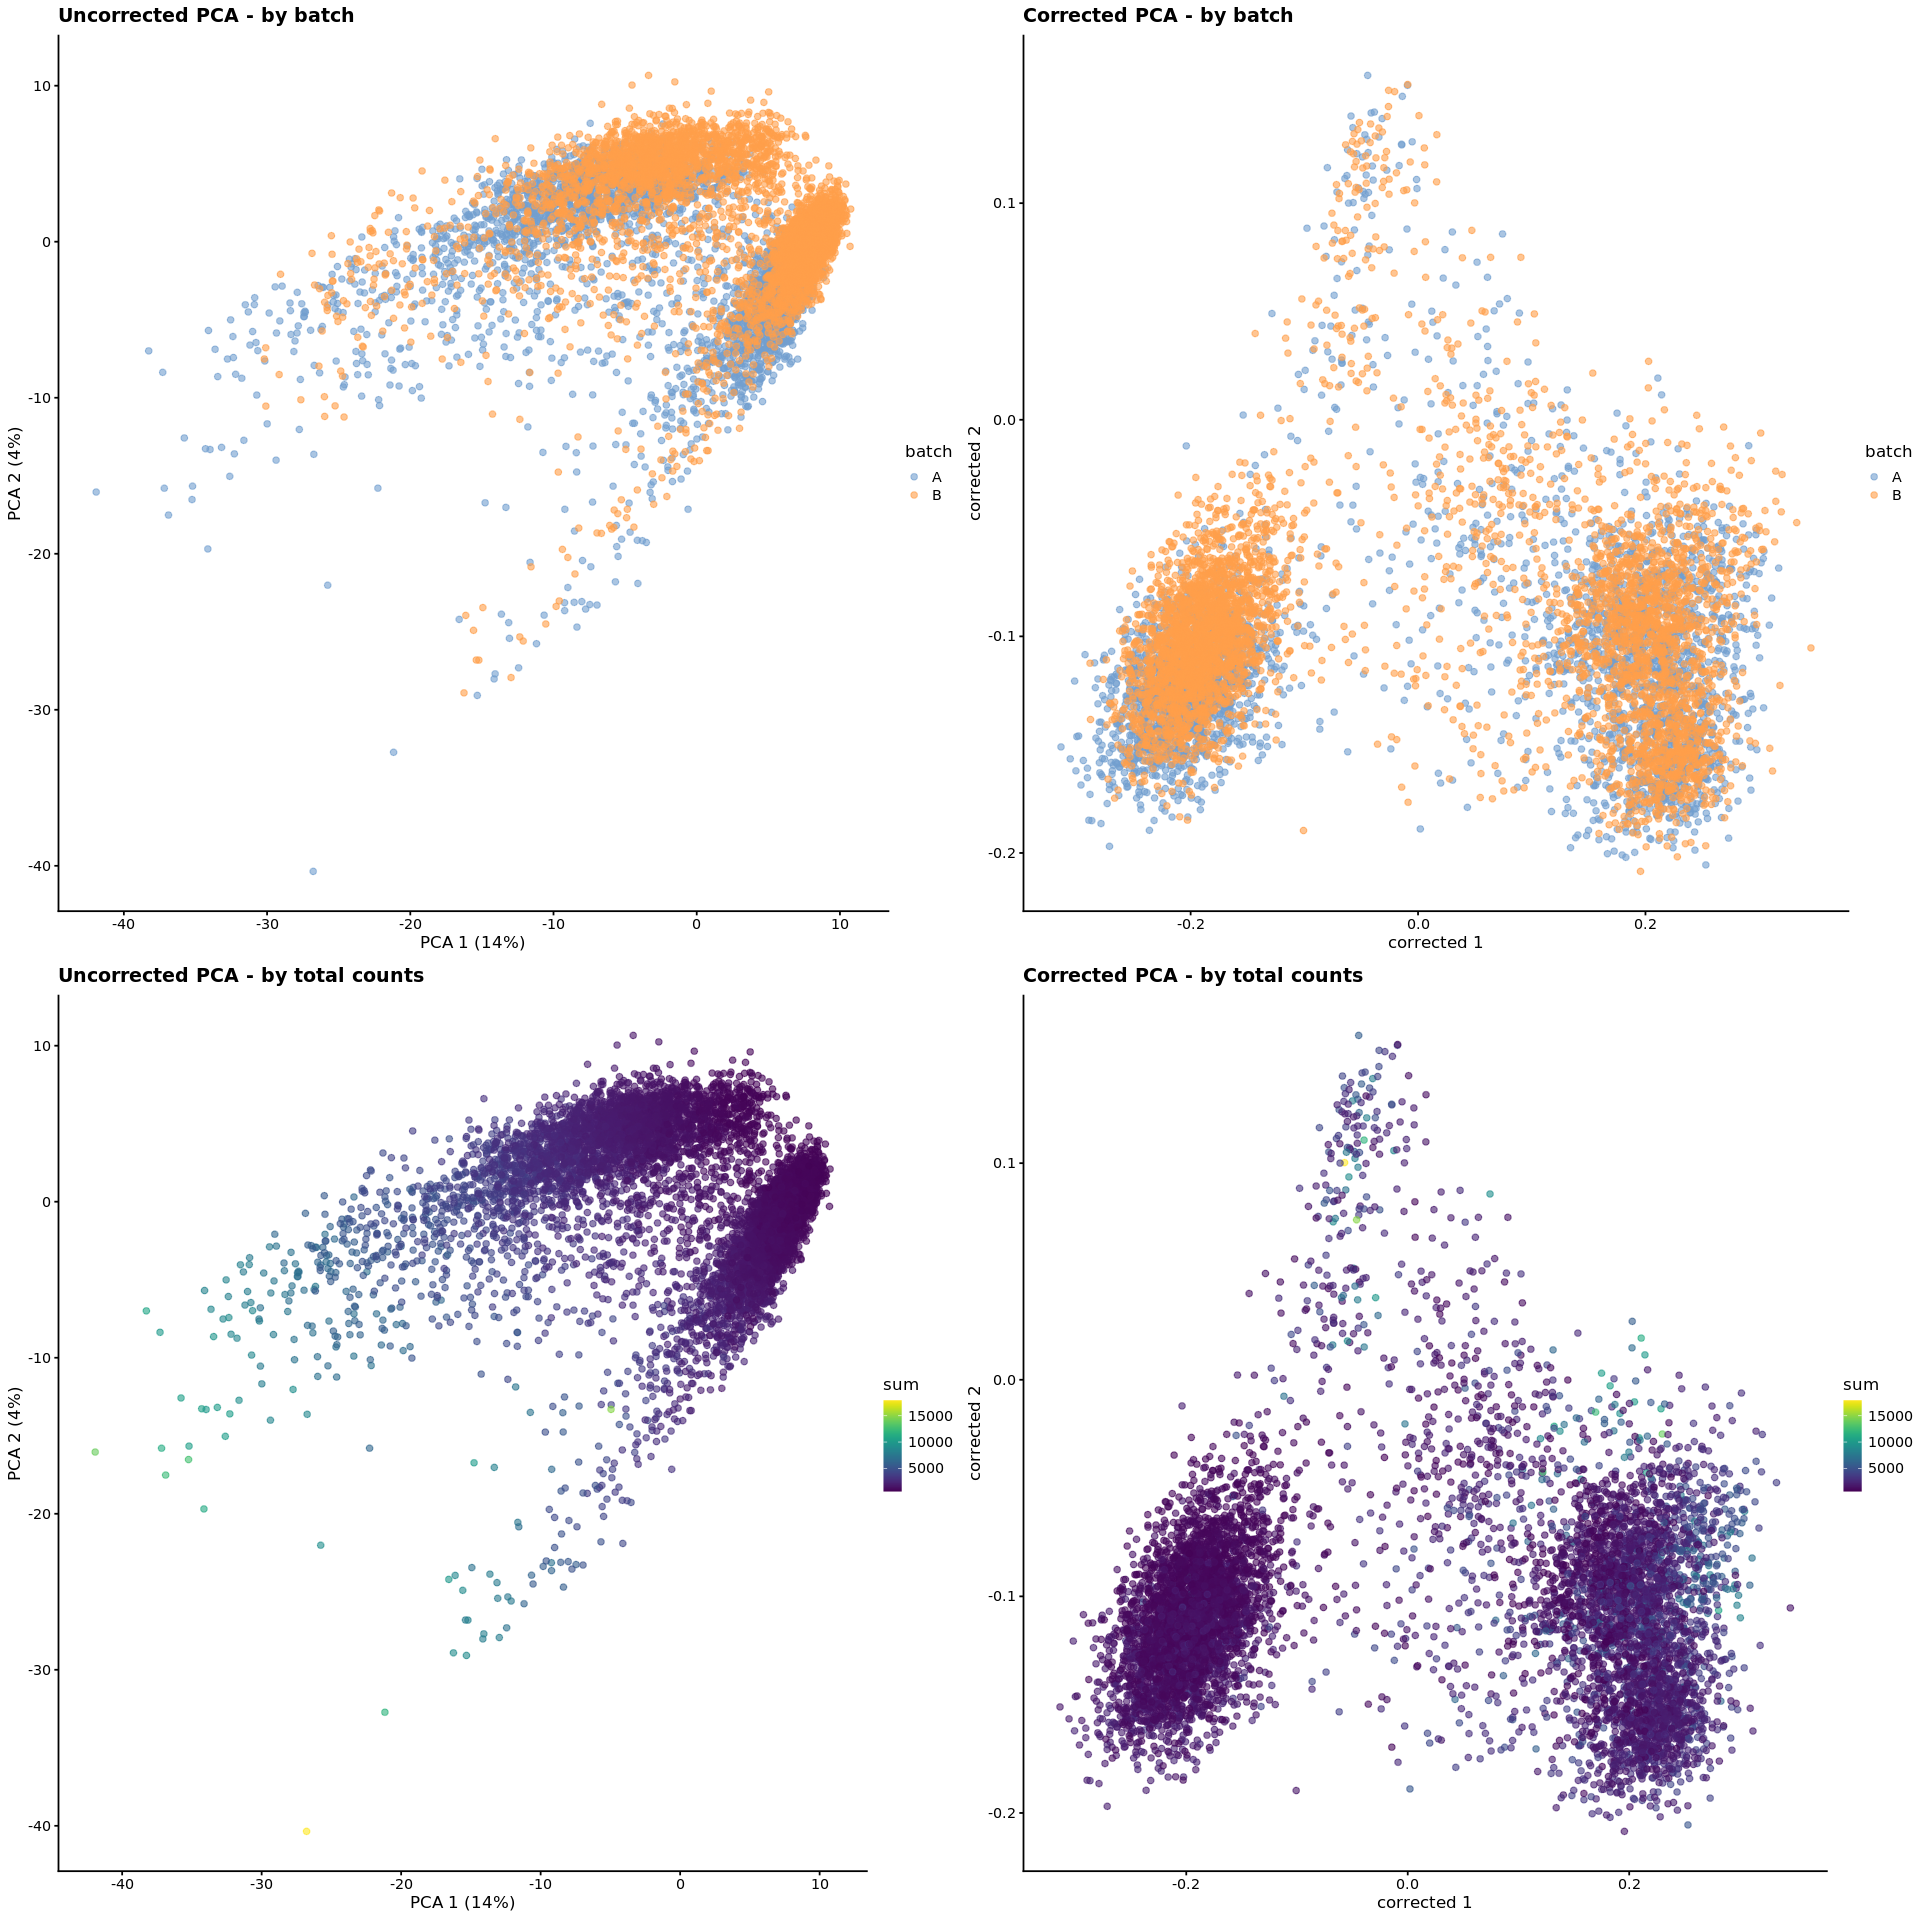 Uncorrected PCA - by batch
10
0
-10
-20
-30
-40
PCA 2 (4%)
-40
-30
-20
-10
0
10
PCA 1 (14%)
batch
A
B
Corrected PCA - by batch
0.1
0.0
-0.1
-0.2
corrected 2
-0.2
0.0
0.2
corrected 1
batch
A
B
Uncorrected PCA - by total counts
10
0
-10
-20
-30
-40
PCA 2 (4%)
-40
-30
-20
-10
0
10
PCA 1 (14%)
sum
15000
10000
5000
Corrected PCA - by total counts
0.1
0.0
-0.1
-0.2
corrected 2
-0.2
0.0
0.2
corrected 1
sum
15000
10000
5000